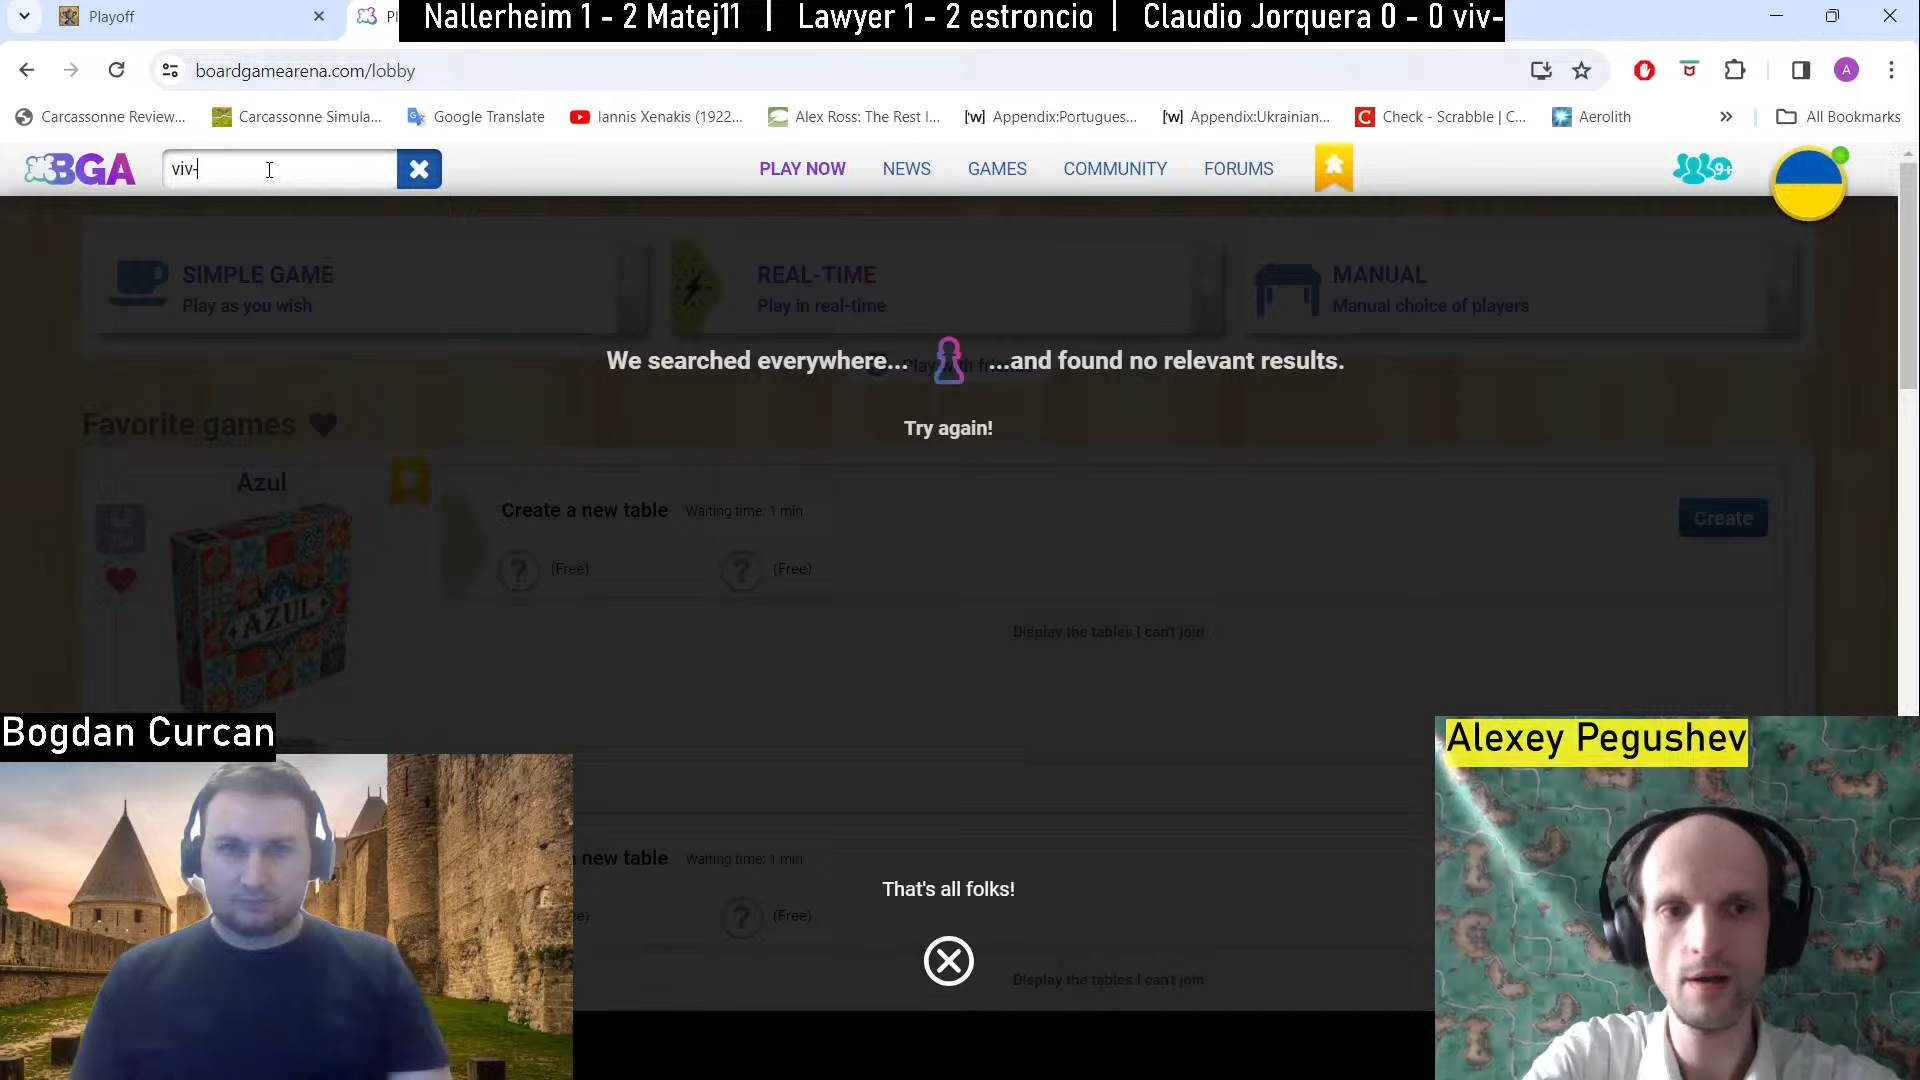 Playoff
Nallerheim 1 - 2 Matej11 | Lawyer 1 - 2 estroncio | Claudio Jorquera 0 - 0 viv-
boardgamearena.com/lobby
A
Carcassonne Review...
Carcassonne Simula...
Google Translate
Iannis Xenakis (1922...
Alex Ross: The Rest I...
[w] Appendix:Portugues...
[w] Appendix:Ukrainian...
C Check - Scrabble | C...
Aerolith
»
All Bookmarks
BGA
viv-
PLAY NOW
NEWS
GAMES
COMMUNITY
FORUMS
9+
SIMPLE GAME
Play as you wish
REAL-TIME
Play in real-time
MANUAL
Manual choice of players
We searched everywhere...
...and found no relevant results.
Try again!
Favorite games
Azul
Create a new table
Waiting time: 1 min
Create
? (Free)
? (Free)
AZUL
Display the tables I can't join
Bogdan Curcan
Alexey Pegushev
new table
Waiting time: 1 min
That's all folks!
? (Free)
Display the tables I can't join